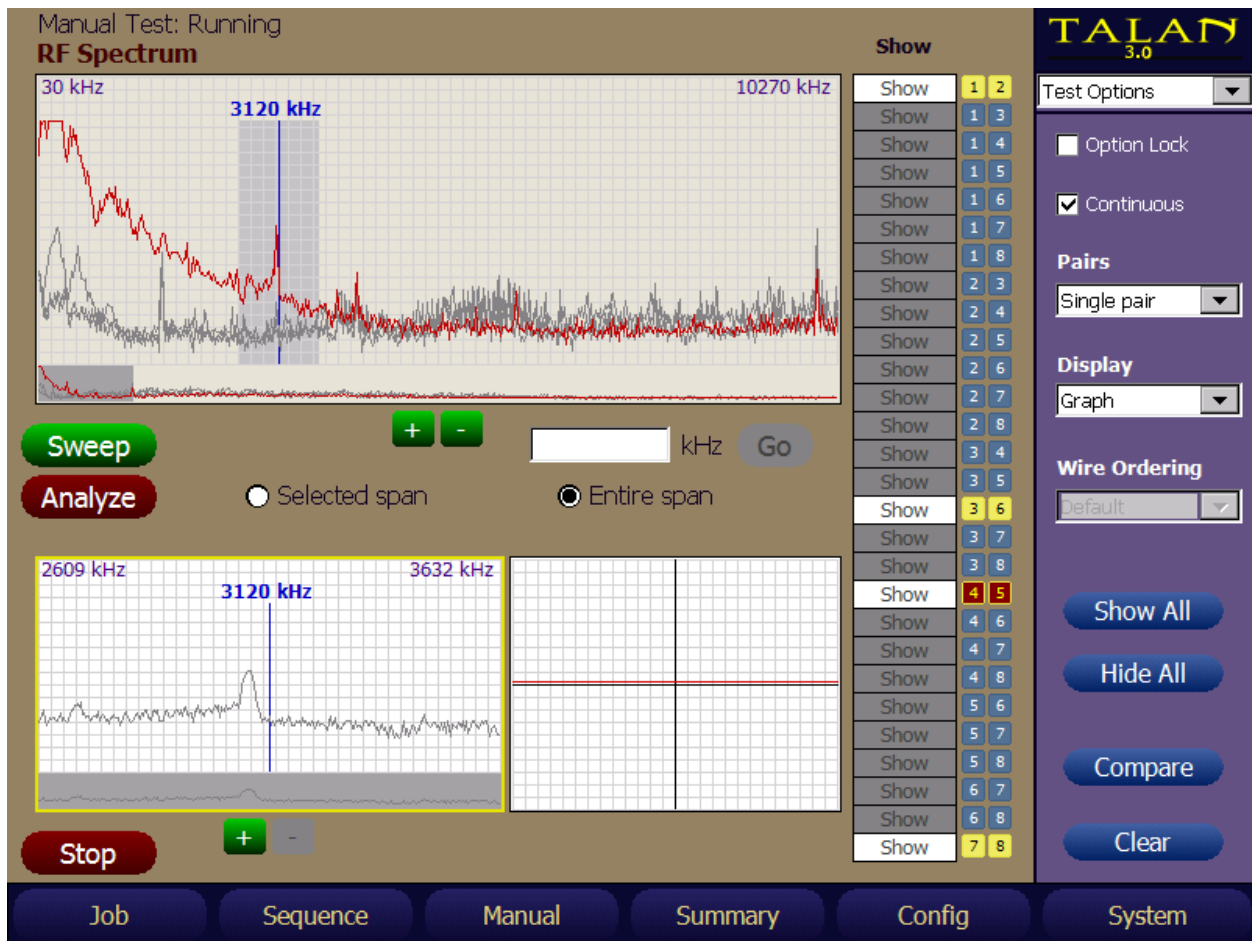 Manual Test: Running
RF Spectrum
Show
TALAN
3.0
30 kHz
10270 kHz
3120 kHz
Show 1 2
Show 1 3
Show 1 4
Show 1 5
Show 1 6
Show 1 7
Show 1 8
Show 2 3
Show 2 4
Show 2 5
Show 2 6
Show 2 7
Show 2 8
Show 3 4
Show 3 5
Show 3 6
Show 3 7
Show 3 8
Show 4 5
Show 4 6
Show 4 7
Show 4 8
Show 5 6
Show 5 7
Show 5 8
Show 6 7
Show 6 8
Show 7 8
Test Options
Option Lock
Continuous
Pairs
Single pair
Display
Graph
Wire Ordering
Default
Show All
Hide All
Compare
Clear
+ -
kHz Go
Sweep
Analyze
Selected span
Entire span
2609 kHz
3632 kHz
3120 kHz
+ -
Stop
Job Sequence Manual Summary Config System